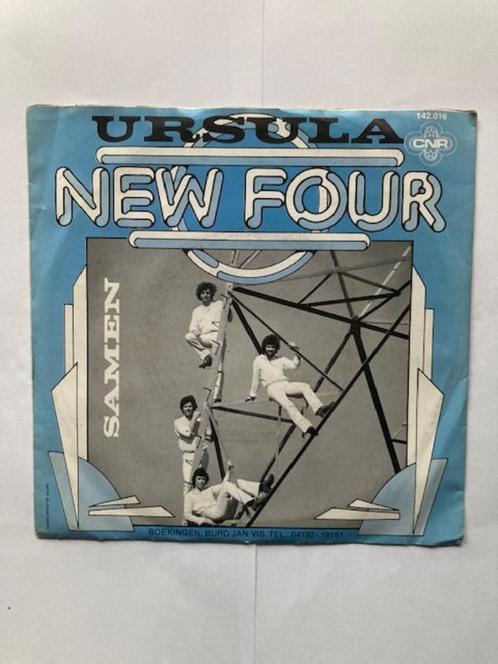 URSULA
142.016
CNR
NEW FOUR
SAMEN
BOEKINGEN: BURO JAN VIS. TEL. 04192 - 19151